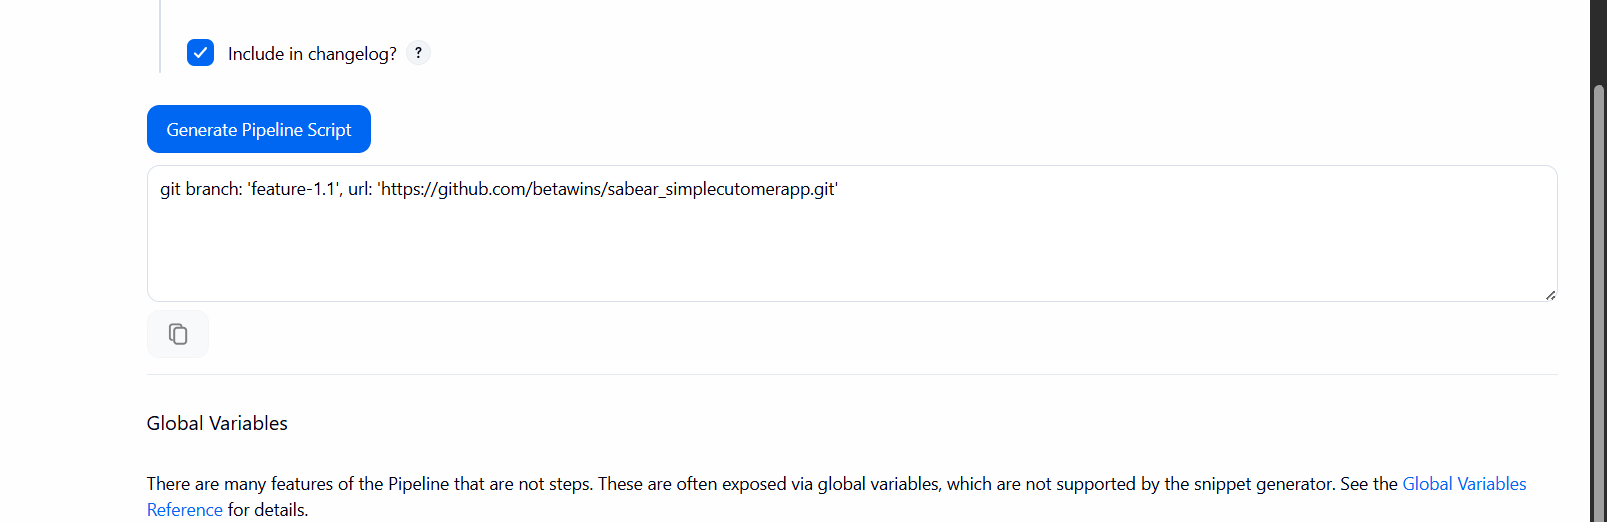 Include in changelog? ?
Generate Pipeline Script
git branch: 'feature-1.1', url: 'https://github.com/betawins/sabear_simplecutomerapp.git'
Global Variables
There are many features of the Pipeline that are not steps. These are often exposed via global variables, which are not supported by the snippet generator. See the Global Variables
Reference for details.